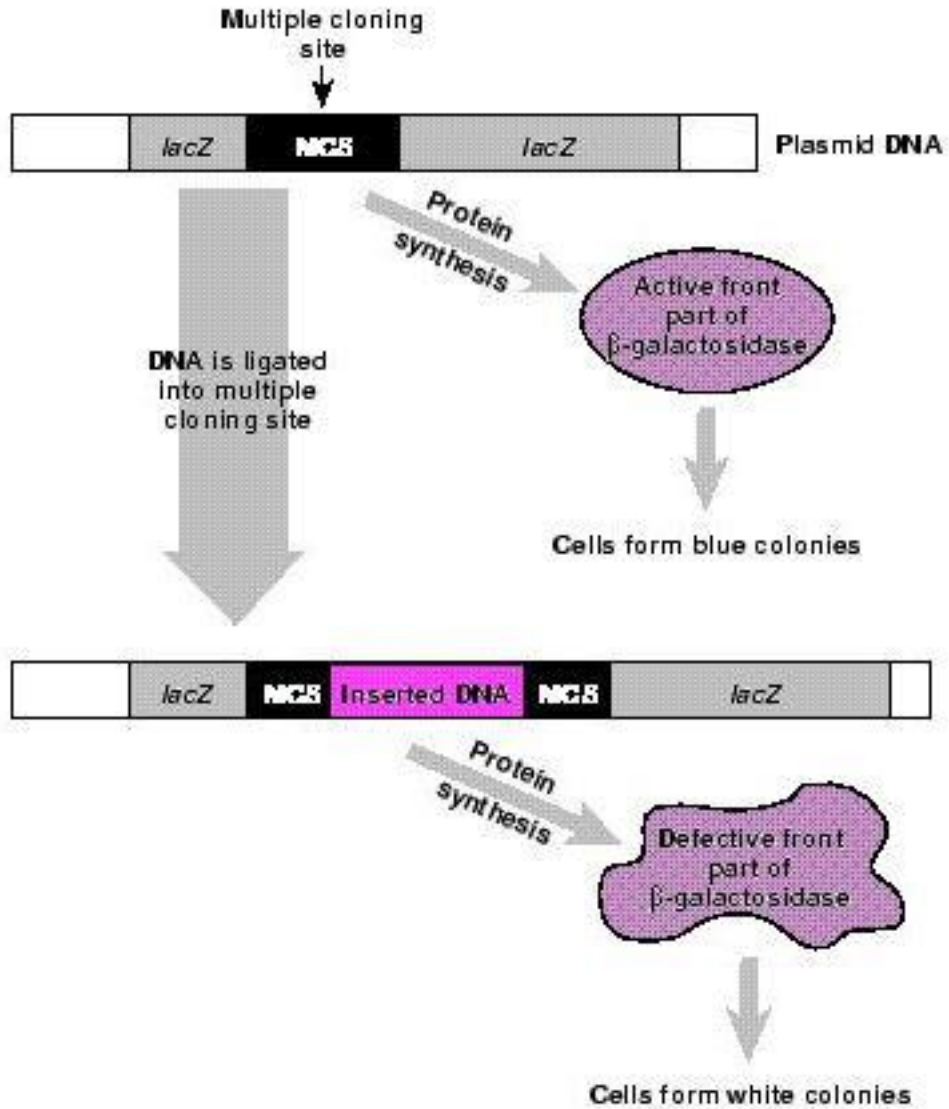 Multiple cloning
site
lacZ MCS lacZ Plasmid DNA
Protein
synthesis
Active front
part of
β-galactosidase
DNA is ligated
into multiple
cloning site
Cells form blue colonies
lacZ MCS Inserted DNA MCS lacZ
Protein
synthesis
Defective front
part of
β-galactosidase
Cells form white colonies